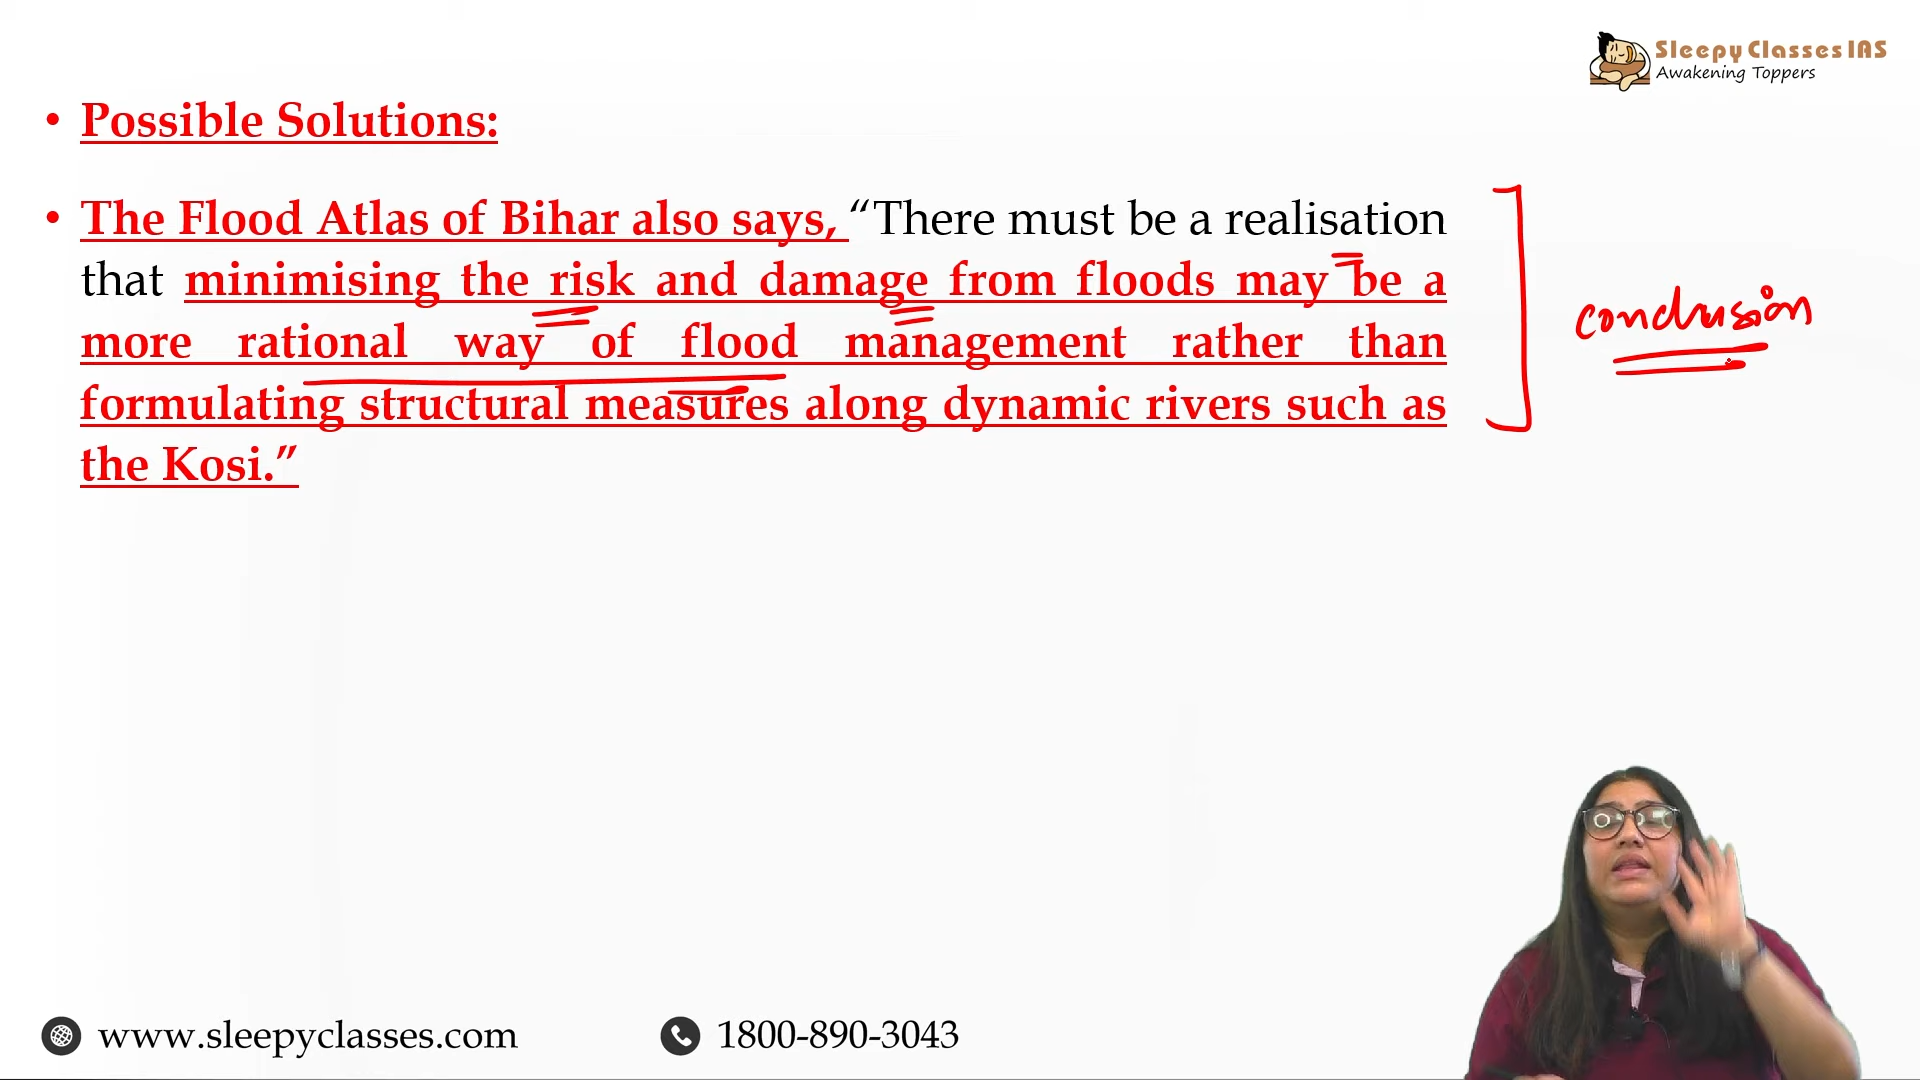 Sleepy Classes IAS
Awakening Toppers
• Possible Solutions:
• The Flood Atlas of Bihar also says, “There must be a realisation
that minimising the risk and damage from floods may be a
more rational way of flood management rather than
formulating structural measures along dynamic rivers such as
the Kosi.”
conclusion
www.sleepyclasses.com
1800-890-3043